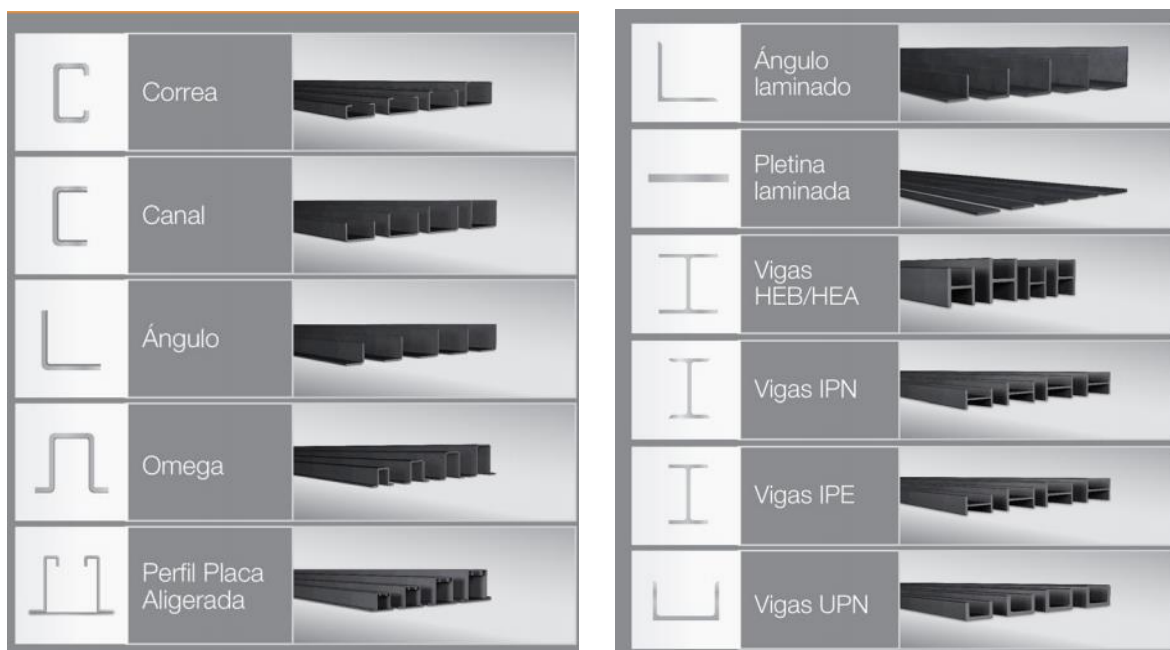 Correa
Canal
Ángulo
Omega
Perfil Placa
Aligerada
Ángulo
laminado
Pletina
laminada
Vigas
HEB/HEA
Vigas IPN
Vigas IPE
Vigas UPN